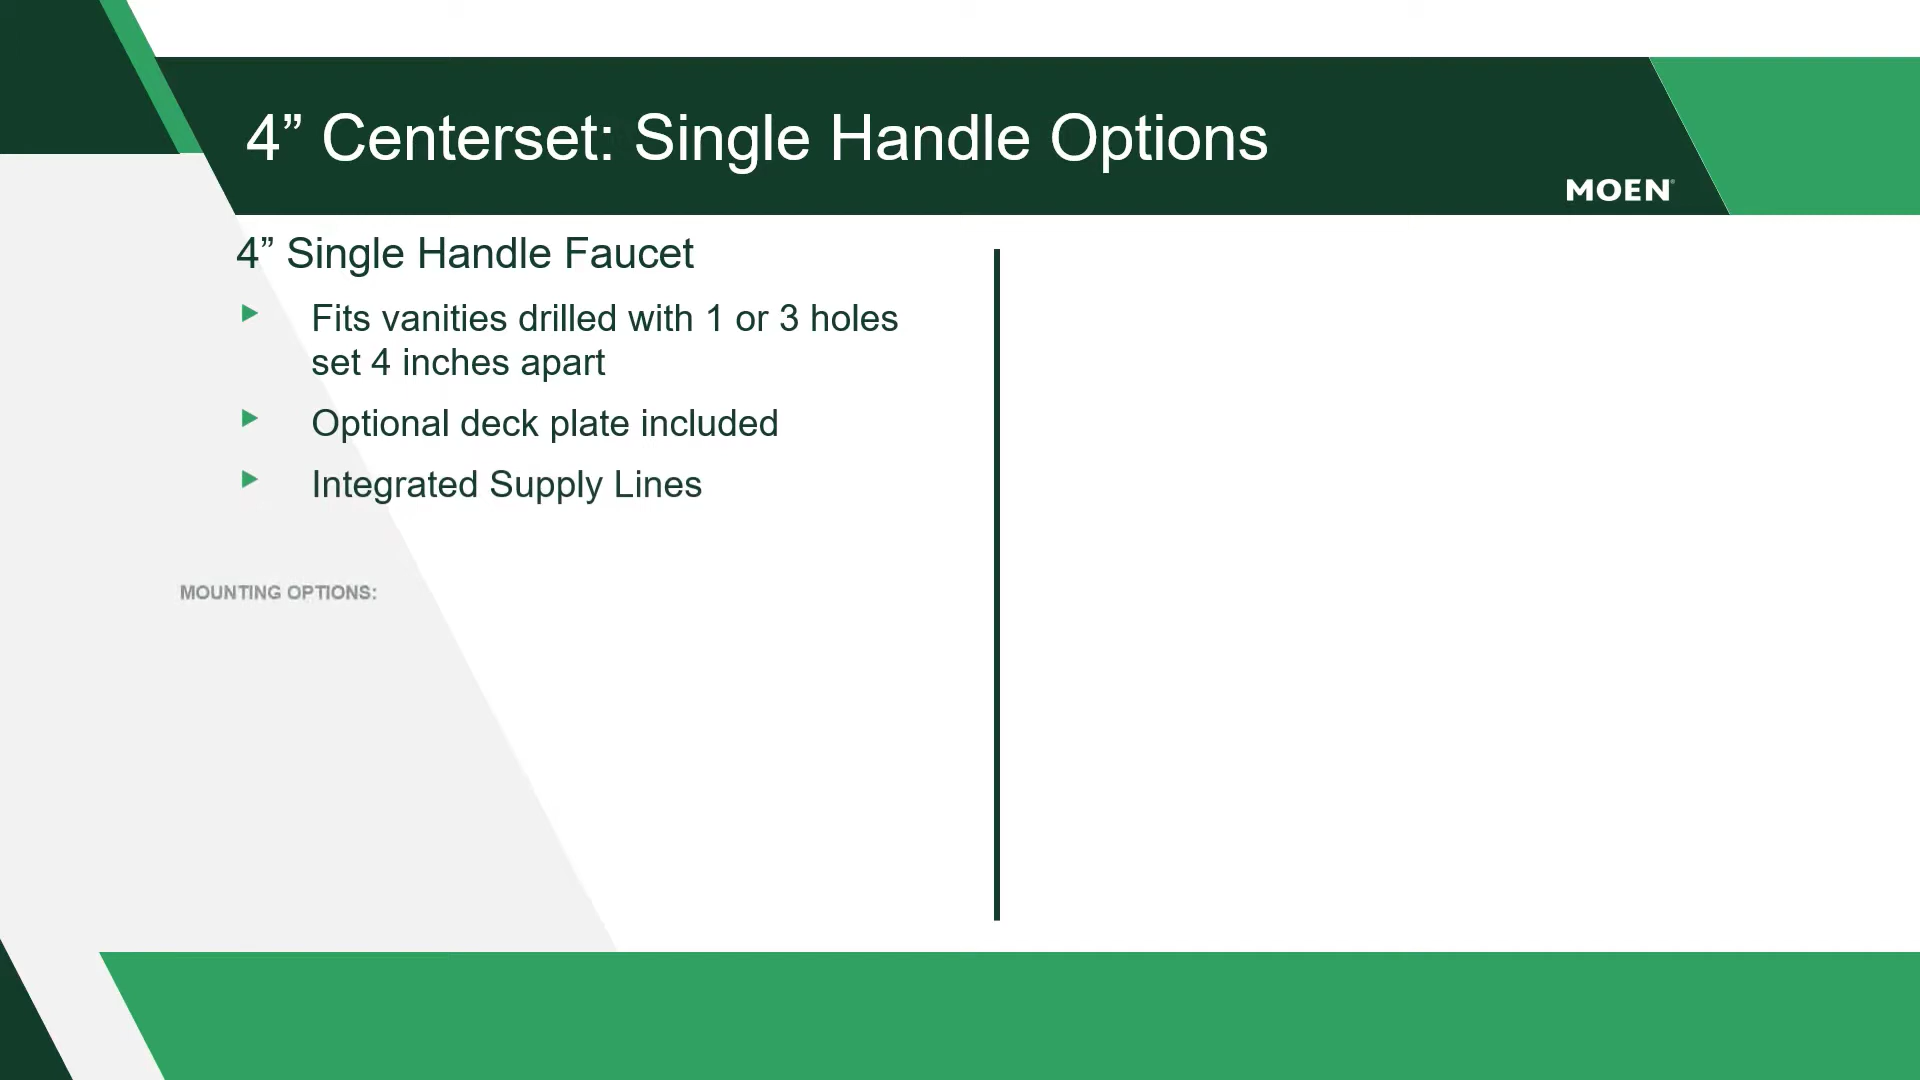 4” Centerset: Single Handle Options
MOEN®
4” Single Handle Faucet
Fits vanities drilled with 1 or 3 holes
set 4 inches apart
Optional deck plate included
Integrated Supply Lines
MOUNTING OPTIONS: